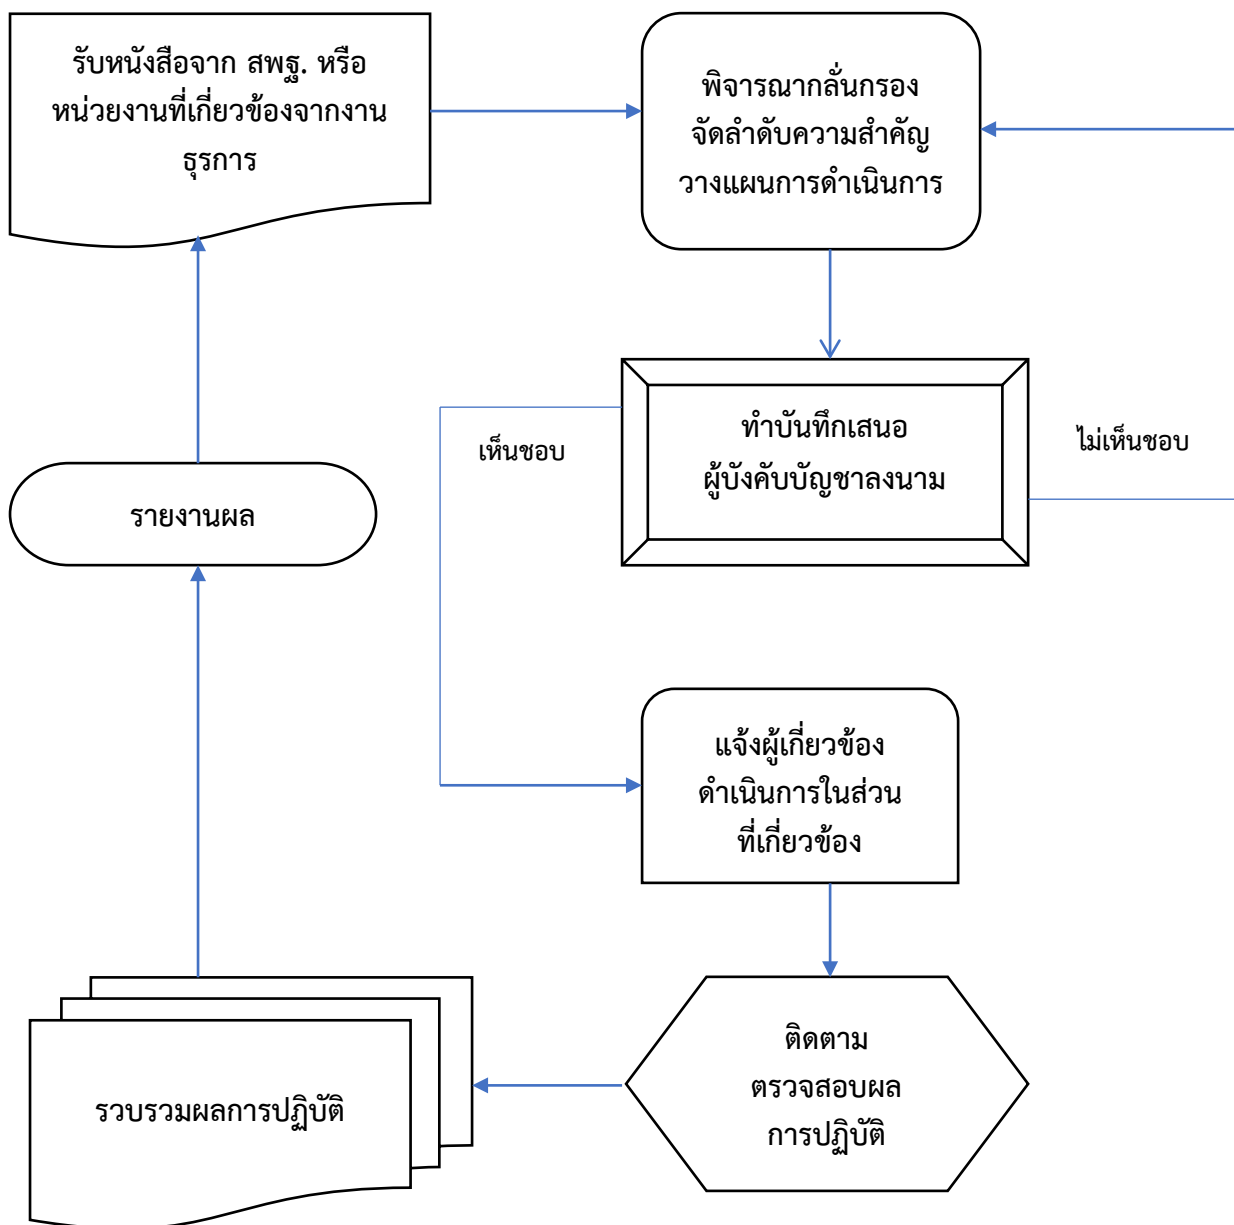 รับหนังสือจาก สพฐ. หรือ
หน่วยงานที่เกี่ยวข้องจากงาน
ธุรการ
พิจารณากลั่นกรอง
จัดลำดับความสำคัญ
วางแผนการดำเนินการ
ทำบันทึกเสนอ
ผู้บังคับบัญชาลงนาม
เห็นชอบ
ไม่เห็นชอบ
รายงานผล
แจ้งผู้เกี่ยวข้อง
ดำเนินการในส่วน
ที่เกี่ยวข้อง
ติดตาม
ตรวจสอบผล
การปฏิบัติ
รวบรวมผลการปฏิบัติ